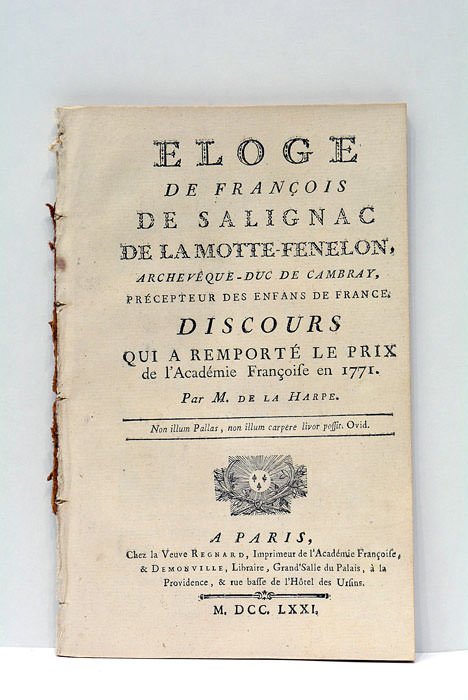 ELOGE
DE FRANÇOIS
DE SALIGNAC
DE LA MOTTE-FENELON,
ARCHEVÊQUE-DUC DE CAMBRAY,
PRÉCEPTEUR DES ENFANS DE FRANCE.
DISCOURS
QUI A REMPORTÉ LE PRIX
de l'Académie Françoiſe en 1771.
Par M. DE LA HARPE.
Non illum Pallas, non illum carpere livor poſſit. Ovid.
A PARIS,
Chez la Veuve REGNARD, Imprimeur de l'Académie Françoiſe,
& DEMONVILLE, Libraire, Grand'Salle du Palais, à la
Providence, & rue baſſe de l'Hôtel des Urſins.
M. DCC. LXXI.